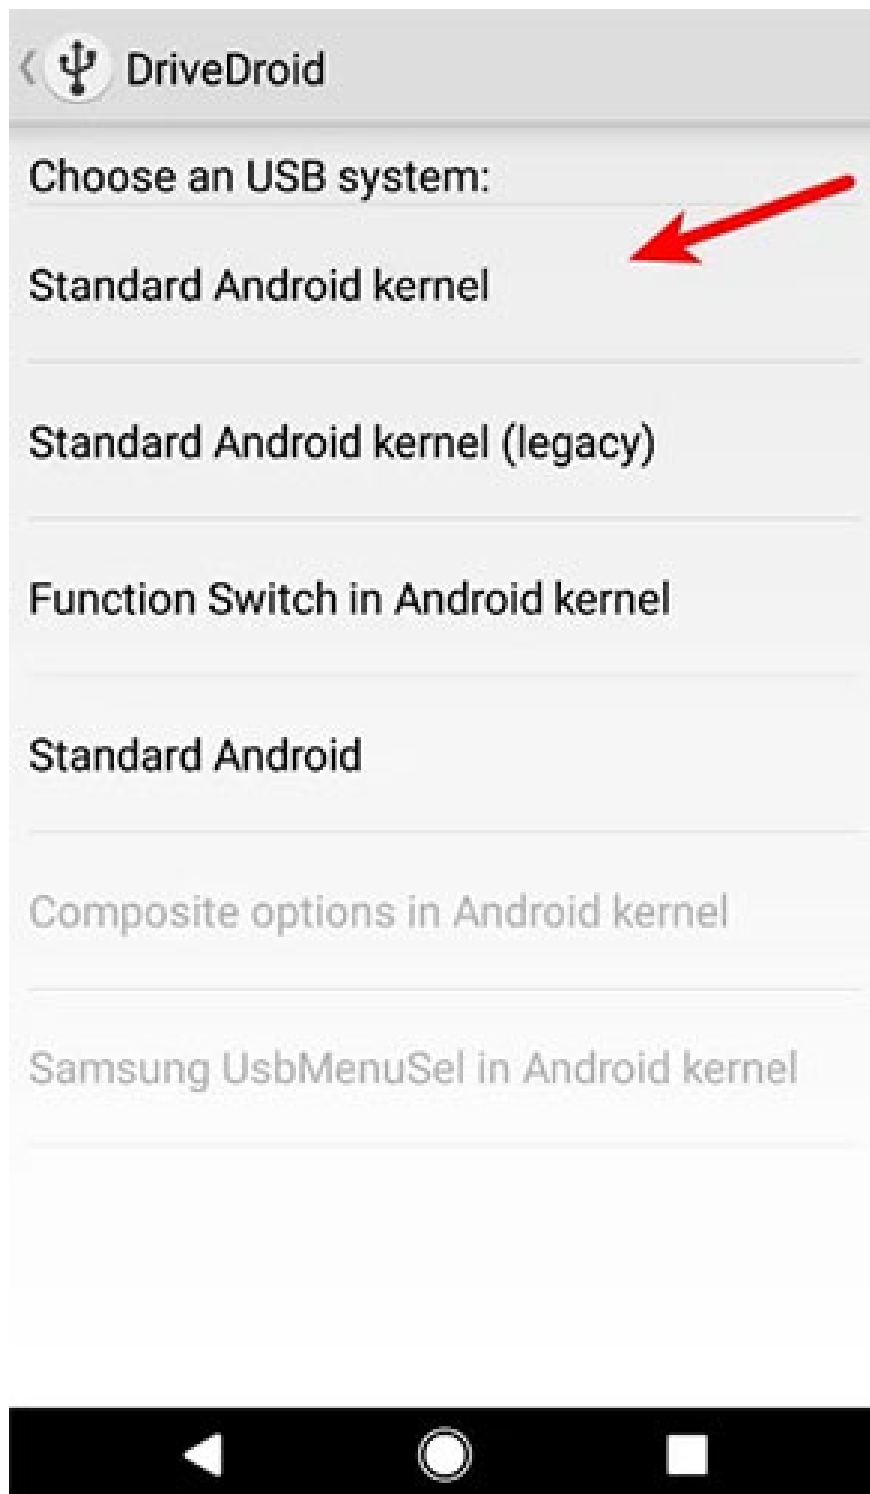 DriveDroid
Choose an USB system:
Standard Android kernel
Standard Android kernel (legacy)
Function Switch in Android kernel
Standard Android
Composite options in Android kernel
Samsung UsbMenuSel in Android kernel